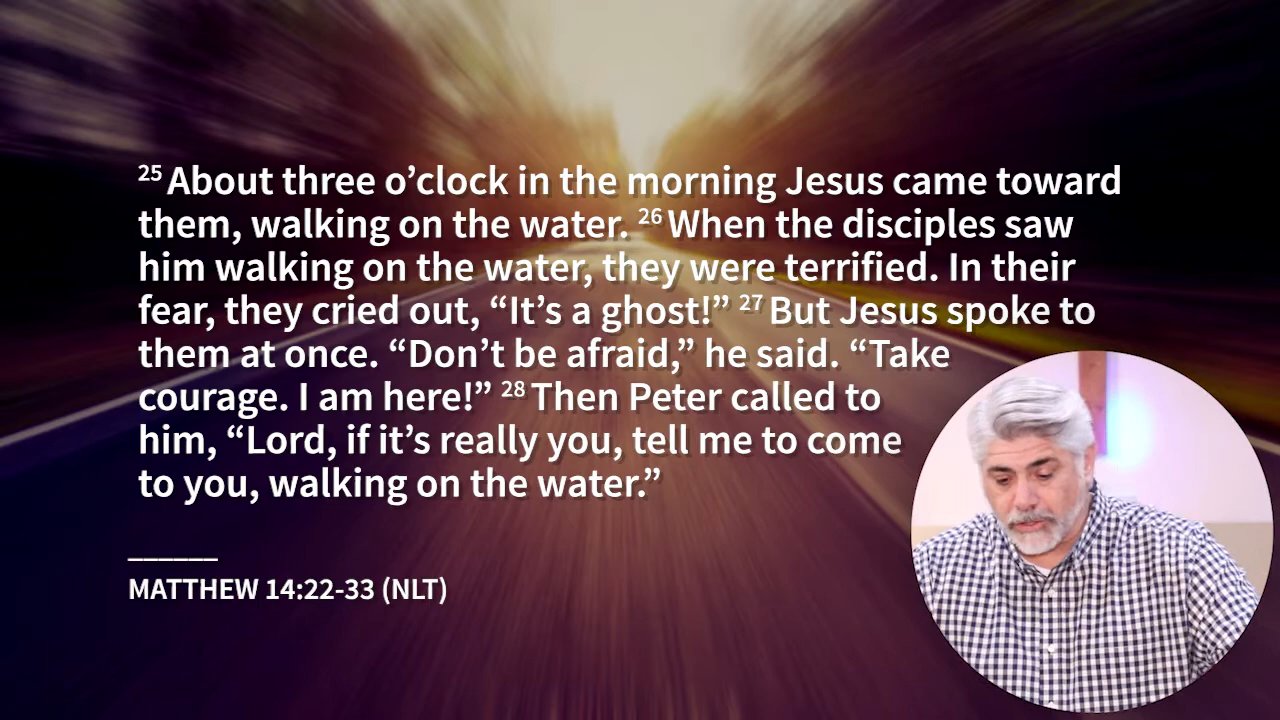 25 About three o’clock in the morning Jesus came toward
them, walking on the water. 26 When the disciples saw
him walking on the water, they were terrified. In their
fear, they cried out, “It’s a ghost!” 27 But Jesus spoke to
them at once. “Don’t be afraid,” he said. “Take
courage. I am here!” 28 Then Peter called to
him, “Lord, if it’s really you, tell me to come
to you, walking on the water.”
MATTHEW 14:22-33 (NLT)